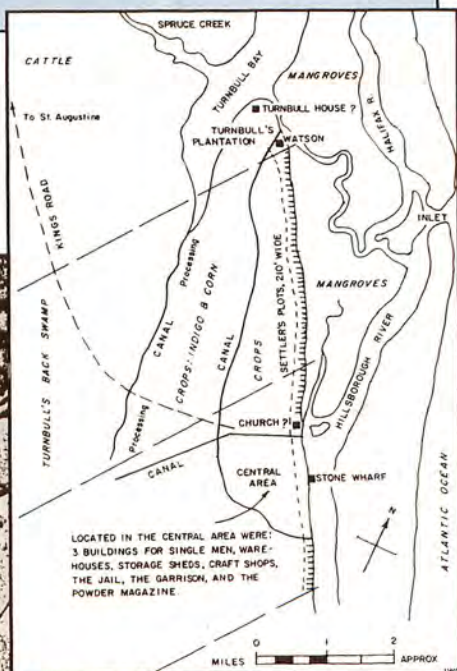 SPRUCE CREEK
CATTLE
TURNBULL BAY
MANGROVES
HALIFAX R.
To St. Augustine
TURNBULL HOUSE ?
TURNBULL'S
PLANTATION
WATSON
KINGS ROAD
INLET
Processing
CANAL
CROPS: INDIGO & CORN
CANAL
CROPS
SETTLER'S PLOTS, 210' WIDE
MANGROVES
HILLSBOROUGH RIVER
TURNBULL'S BACK SWAMP
Processing
CHURCH ?
CANAL
CENTRAL
AREA
STONE WHARF
ATLANTIC OCEAN
N
LOCATED IN THE CENTRAL AREA WERE:
3 BUILDINGS FOR SINGLE MEN, WARE-
HOUSES, STORAGE SHEDS, CRAFT SHOPS,
THE JAIL, THE GARRISON, AND THE
POWDER MAGAZINE.
0 1 2
MILES APPROX